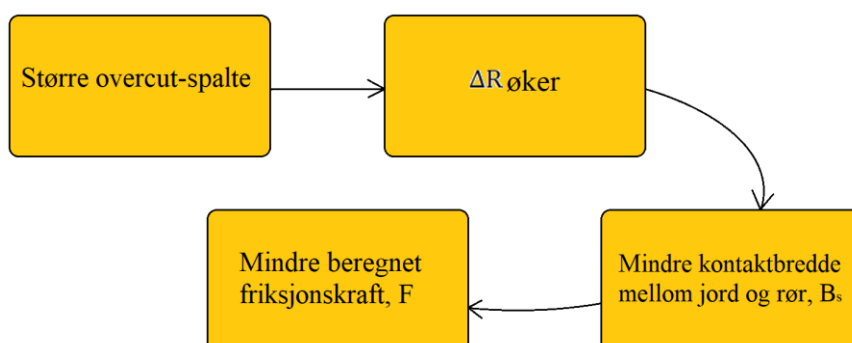 Større overcut-spalte
ΔR øker
Mindre kontaktbredde
mellom jord og rør, Bs
Mindre beregnet
friksjonskraft, F